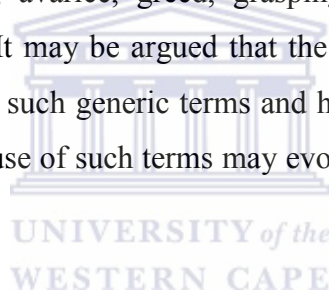 avarice, greed, grasping
It may be argued that the
such generic terms and h
use of such terms may evo
UNIVERSITY of the
WESTERN CAPE